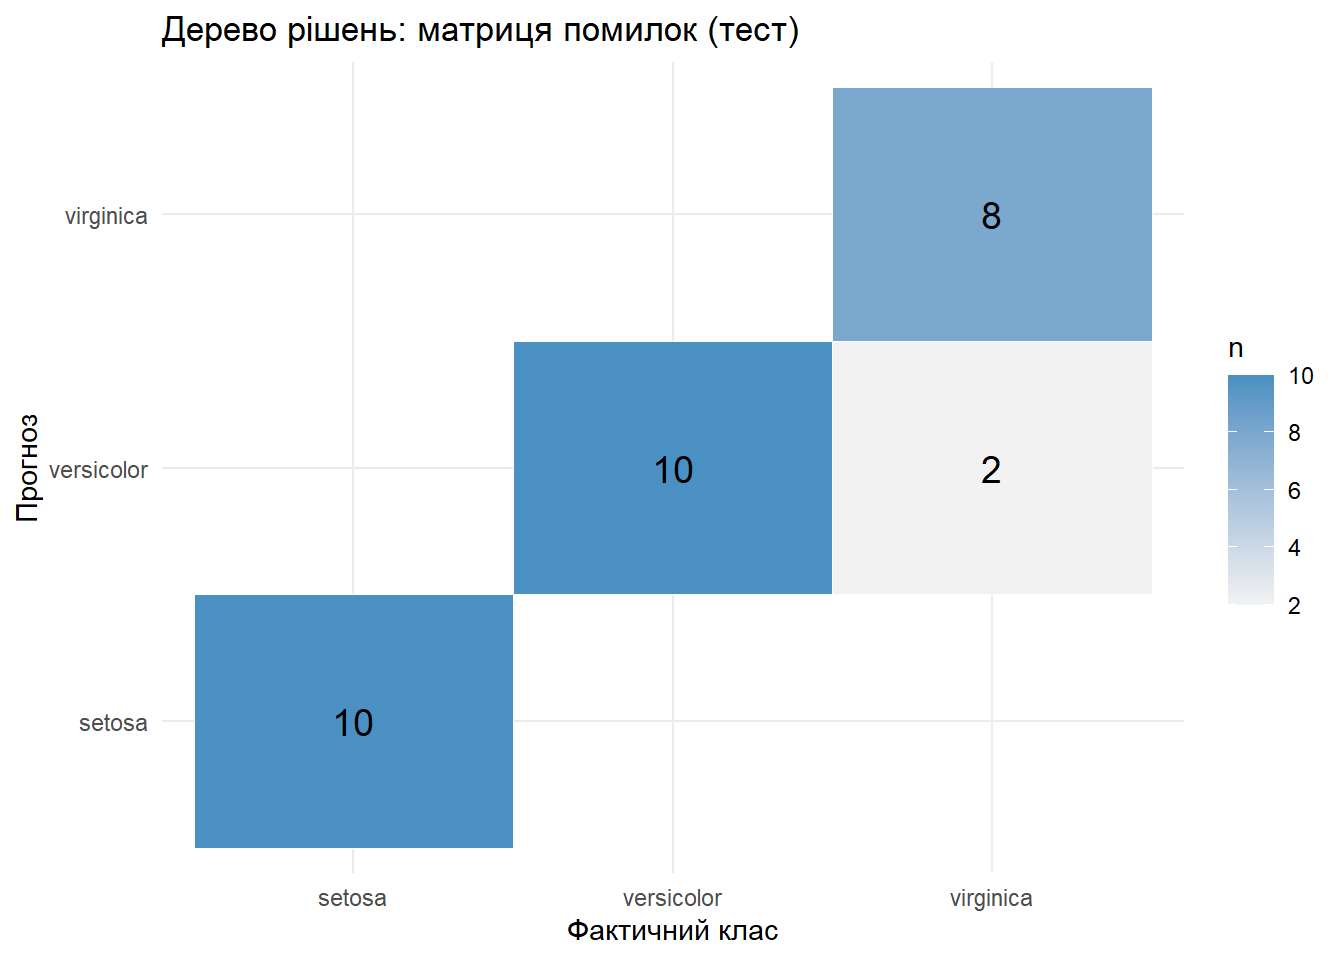 Дерево рішень: матриця помилок (тест)
virginica
8
n
10
8
Прогноз
versicolor
10
2
6
4
2
setosa
10
setosa
versicolor
virginica
Фактичний клас